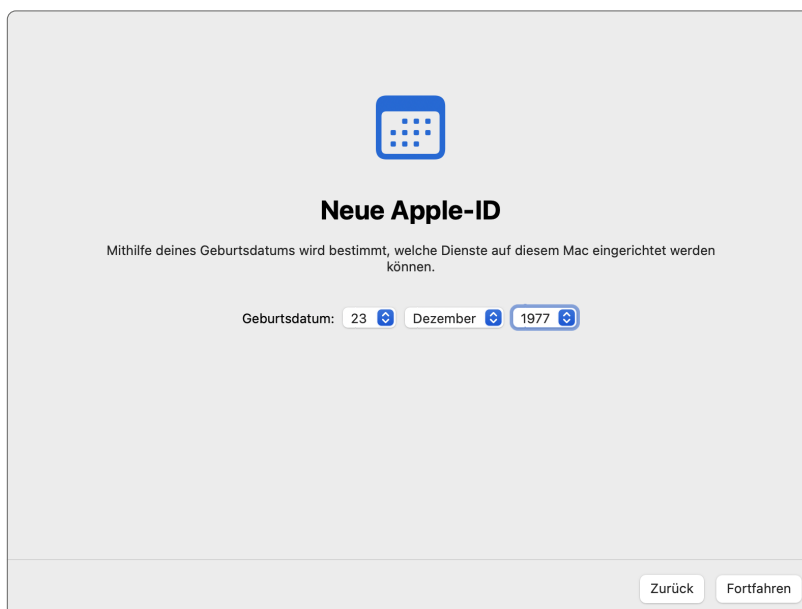 Neue Apple-ID
Mithilfe deines Geburtsdatums wird bestimmt, welche Dienste auf diesem Mac eingerichtet werden
können.
Geburtsdatum: 23 Dezember 1977
Zurück Fortfahren